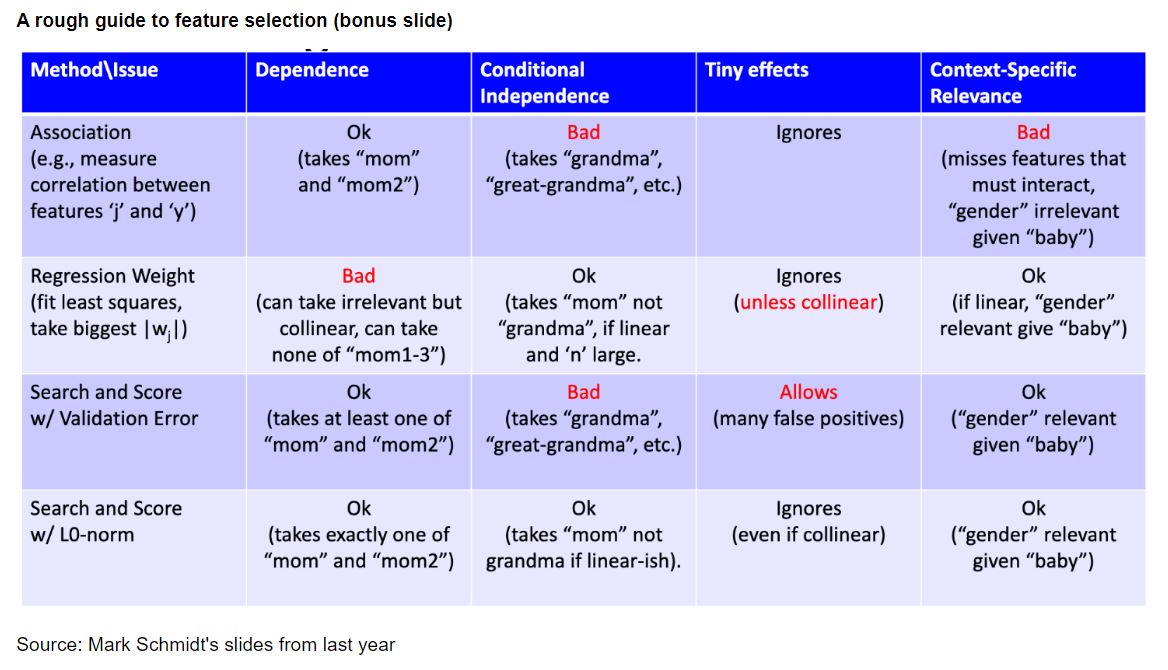 A rough guide to feature selection (bonus slide)
Method\Issue
Dependence
Conditional
Independence
Tiny effects
Context-Specific
Relevance
Association
(e.g., measure
correlation between
features ‘j’ and ‘y’)
Ok
(takes “mom”
and “mom2”)
Bad
(takes “grandma”,
“great-grandma”, etc.)
Ignores
Bad
(misses features that
must interact,
“gender” irrelevant
given “baby”)
Regression Weight
(fit least squares,
take biggest |wj|)
Bad
(can take irrelevant but
collinear, can take
none of “mom1-3”)
Ok
(takes “mom” not
“grandma”, if linear
and ‘n’ large.
Ignores
(unless collinear)
Ok
(if linear, “gender”
relevant give “baby”)
Search and Score
w/ Validation Error
Ok
(takes at least one of
“mom” and “mom2”)
Bad
(takes “grandma”,
“great-grandma”, etc.)
Allows
(many false positives)
Ok
(“gender” relevant
given “baby”)
Search and Score
w/ L0-norm
Ok
(takes exactly one of
“mom” and “mom2”)
Ok
(takes “mom” not
grandma if linear-ish).
Ignores
(even if collinear)
Ok
(“gender” relevant
given “baby”)
Source: Mark Schmidt's slides from last year